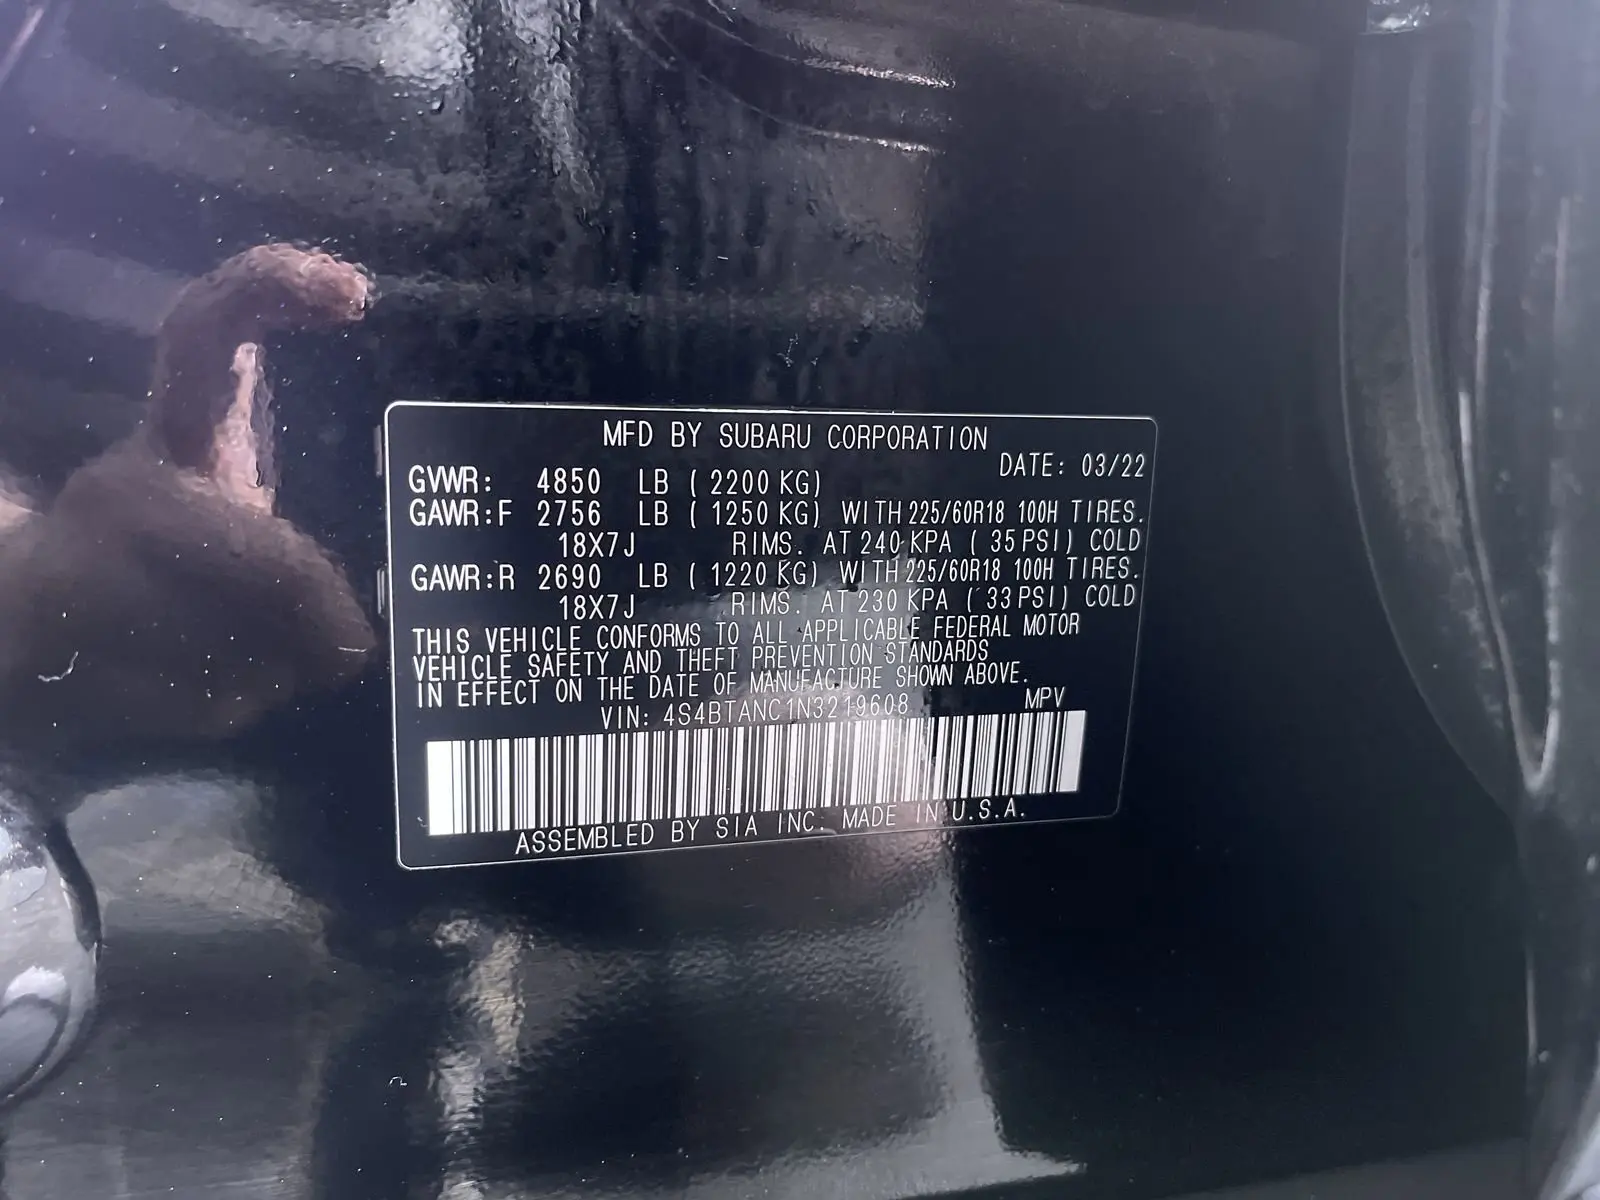 MFD BY SUBARU CORPORATION
DATE: 03/22
GVWR: 4850 LB ( 2200 KG)
GAWR:F 2756 LB ( 1250 KG) WITH 225/60R18 100H TIRES.
18X7J RIMS. AT 240 KPA ( 35 PSI) COLD
GAWR:R 2690 LB ( 1220 KG) WITH 225/60R18 100H TIRES.
18X7J RIMS. AT 230 KPA ( 33 PSI) COLD
THIS VEHICLE CONFORMS TO ALL APPLICABLE FEDERAL MOTOR
VEHICLE SAFETY AND THEFT PREVENTION STANDARDS
IN EFFECT ON THE DATE OF MANUFACTURE SHOWN ABOVE.
VIN: 4S4BTANC1N3219608 MPV
ASSEMBLED BY SIA INC. MADE IN U.S.A.